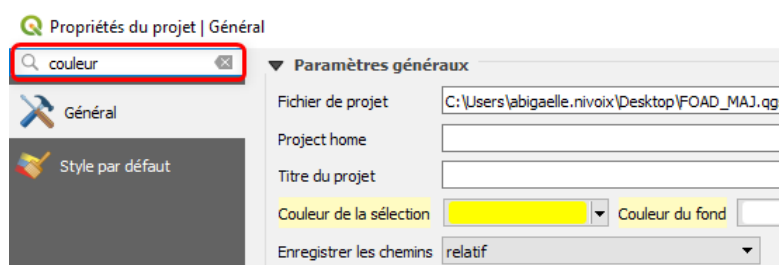 Propriétés du projet | Général
couleur
Général
Style par défaut
Paramètres généraux
Fichier de projet C:\Users\abigaelle.nivoix\Desktop\FOAD_MAJ.qg
Project home
Titre du projet
Couleur de la sélection Couleur du fond
Enregistrer les chemins relatif